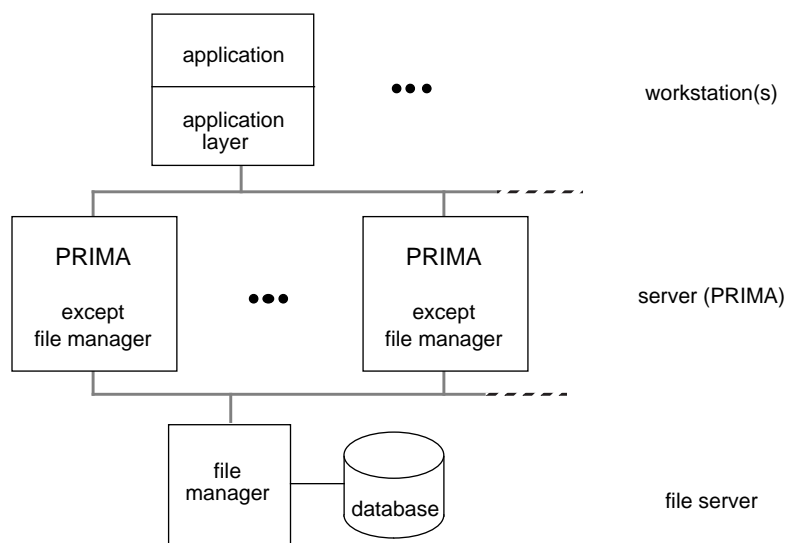 application
application
layer
workstation(s)
PRIMA
except
file manager
PRIMA
except
file manager
server (PRIMA)
file
manager
database
file server